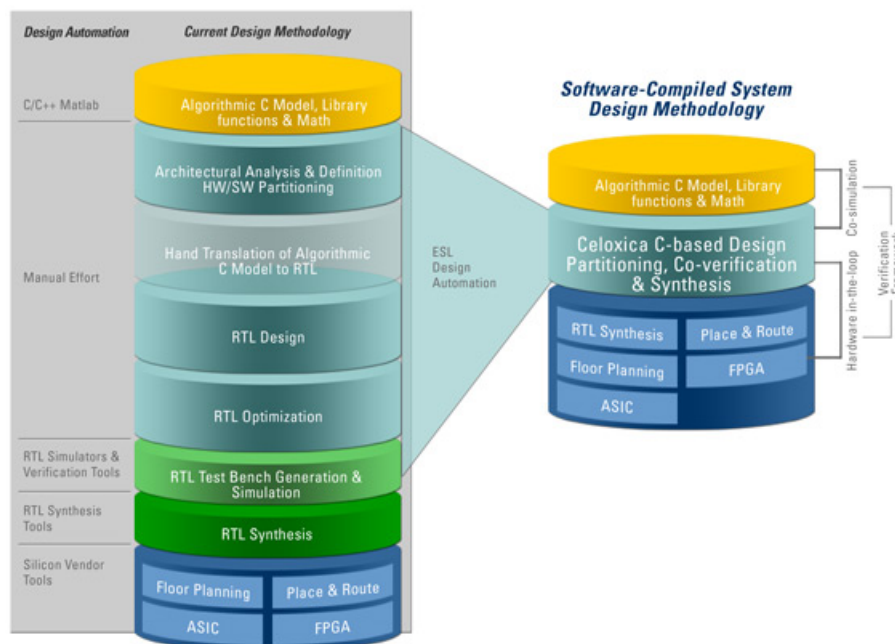 Design Automation
Current Design Methodology
C/C++ Matlab
Algorithmic C Model, Library
functions & Math
Manual Effort
Architectural Analysis & Definition
HW/SW Partitioning
Hand Translation of Algorithmic
C Model to RTL
RTL Design
RTL Optimization
RTL Simulators &
Verification Tools
RTL Test Bench Generation &
Simulation
RTL Synthesis
Tools
RTL Synthesis
Silicon Vendor
Tools
Floor Planning
Place & Route
ASIC
FPGA
ESL
Design
Automation
Software-Compiled System
Design Methodology
Algorithmic C Model, Library
functions & Math
Celoxica C-based Design
Partitioning, Co-verification
& Synthesis
RTL Synthesis
Place & Route
Floor Planning
FPGA
ASIC
Co-simulation
Hardware in-the-loop
Verification